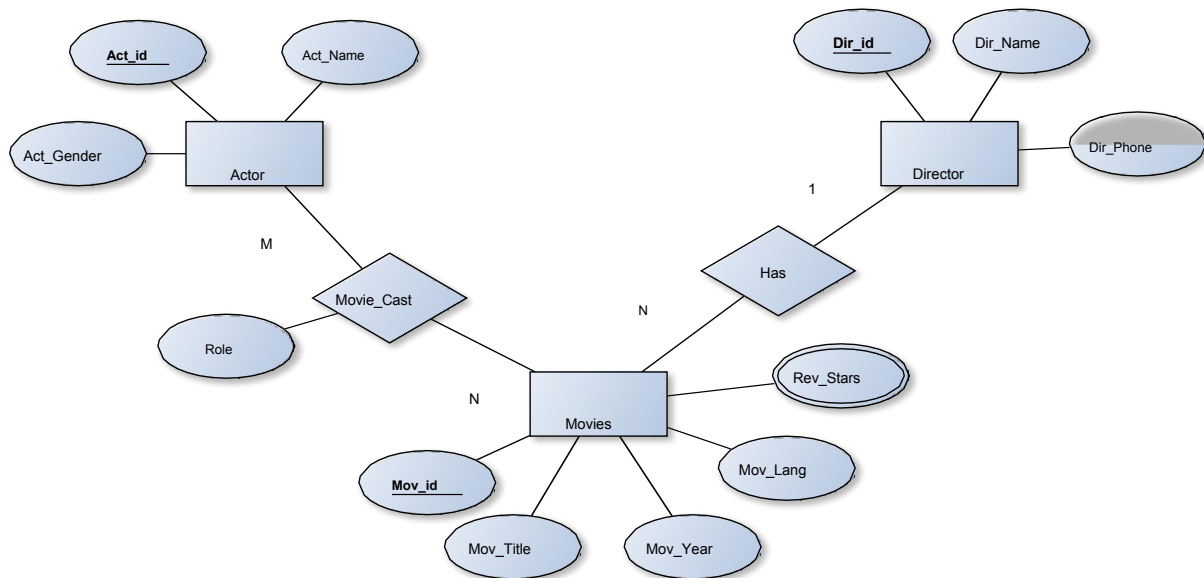 Act_id
Act_Name
Dir_id
Dir_Name
Act_Gender
Actor
Director
Dir_Phone
1
M
Has
Movie_Cast
N
Role
Rev_Stars
N
Movies
Mov_Lang
Mov_id
Mov_Title
Mov_Year